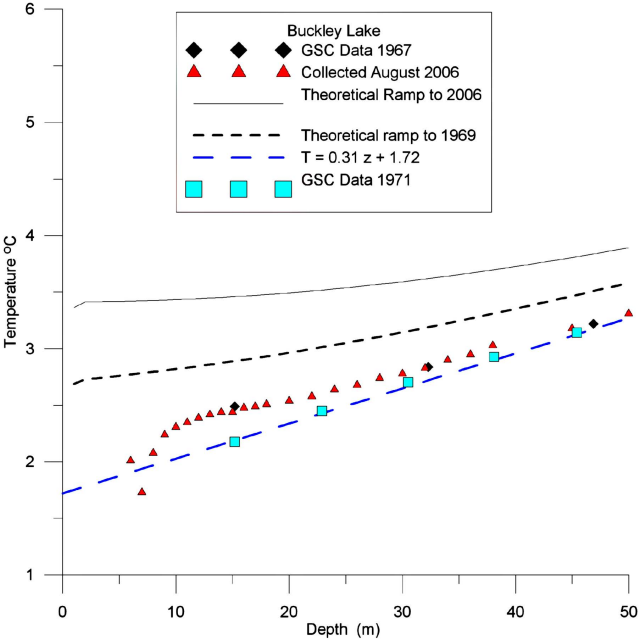 Buckley Lake
GSC Data 1967
Collected August 2006
Theoretical Ramp to 2006
Theoretical ramp to 1969
T = 0.31 z + 1.72
GSC Data 1971
6
5
4
3
2
1
Temperature ºC
0 10 20 30 40 50
Depth (m)